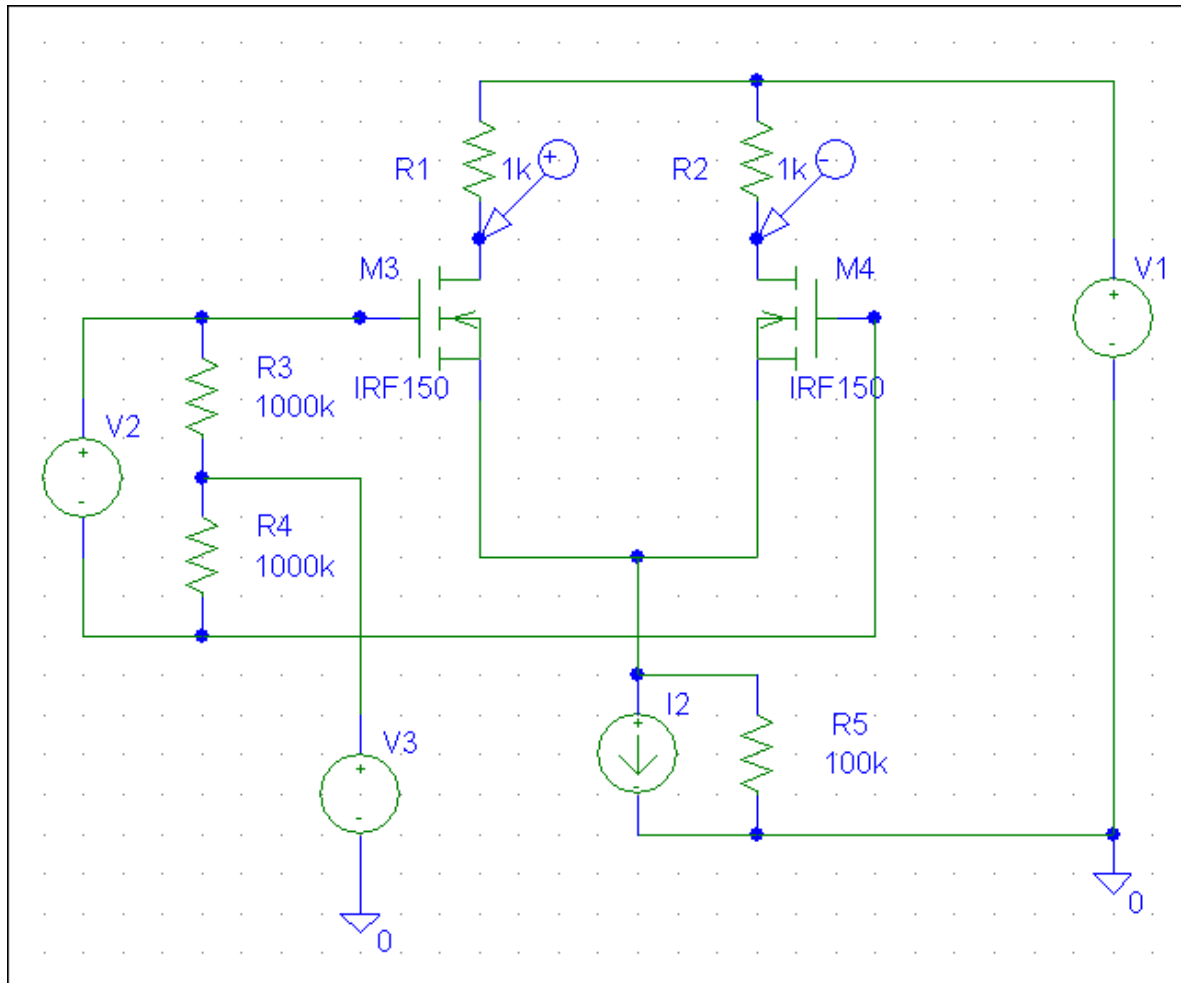 R1
1k
+
R2
1k
-
M3
M4
V1
+
-
IRF150
IRF150
R3
1000k
V2
+
-
R4
1000k
V3
+
-
I2
+
-
R5
100k
0
0